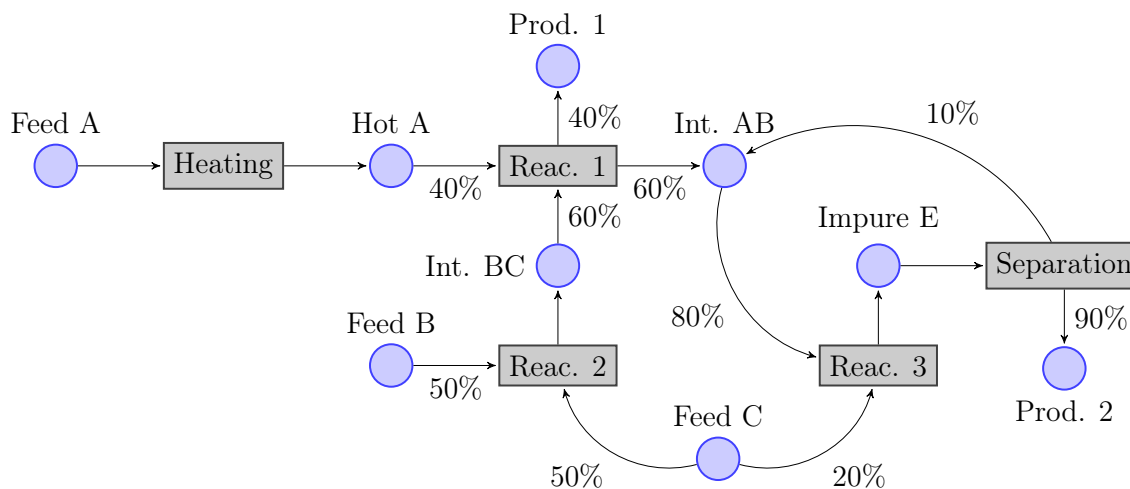 Prod. 1
Feed A
Hot A
40%
Int. AB
10%
Heating
Reac. 1
40%
60%
60%
Impure E
Int. BC
Separation
Feed B
80%
90%
50%
Reac. 2
Reac. 3
Feed C
Prod. 2
50%
20%